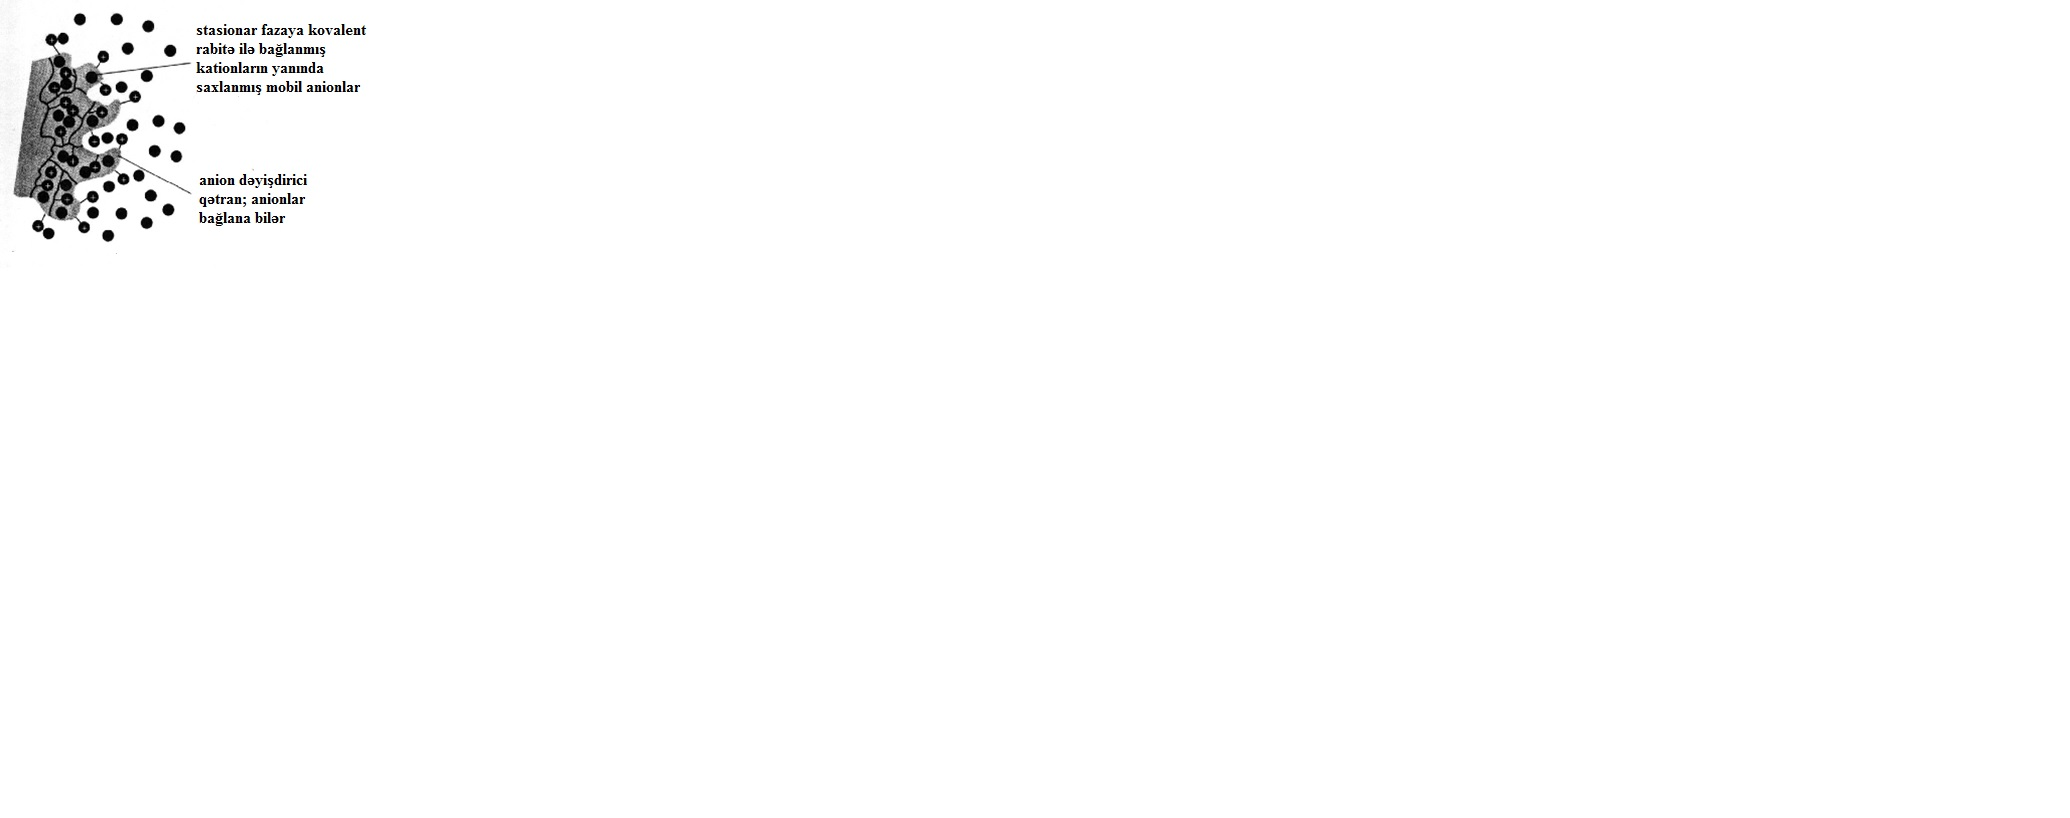 stasionar fazaya kovalent
rabitə ilə bağlanmış
kationların yanında
saxlanmış mobil anionlar
anion dəyişdirici
qətran; anionlar
bağlana bilər